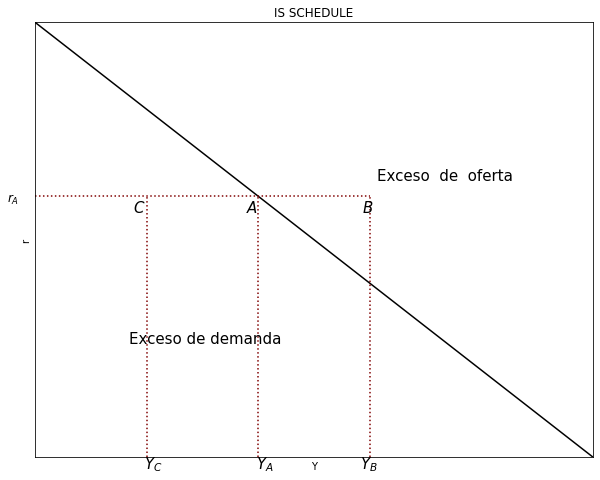 IS SCHEDULE
Exceso de oferta
r_A
C
A
B
r
Exceso de demanda
Y_C
Y_A
Y
Y_B